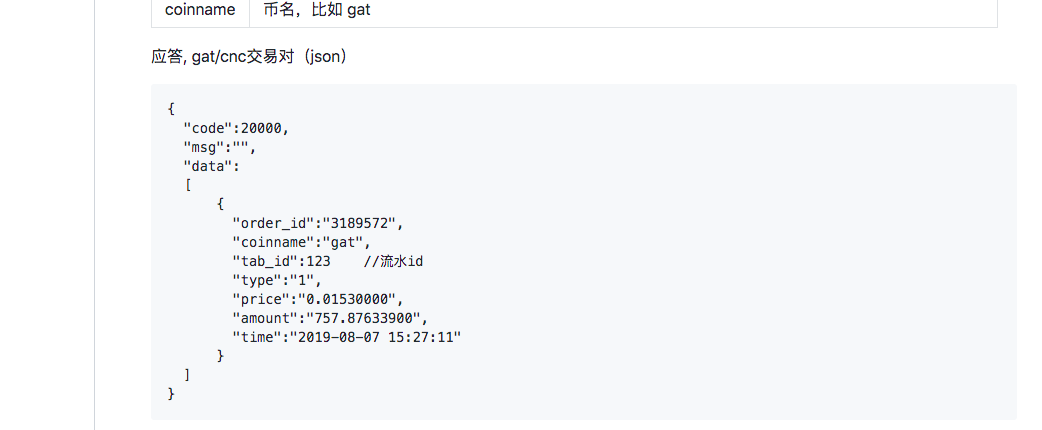 coinname 币名，比如 gat
应答, gat/cnc交易对（json）
{
"code":20000,
"msg":"",
"data":
[
{
"order_id":"3189572",
"coinname":"gat",
"tab_id":123 //流水id
"type":"1",
"price":"0.01530000",
"amount":"757.87633900",
"time":"2019-08-07 15:27:11"
}
]
}